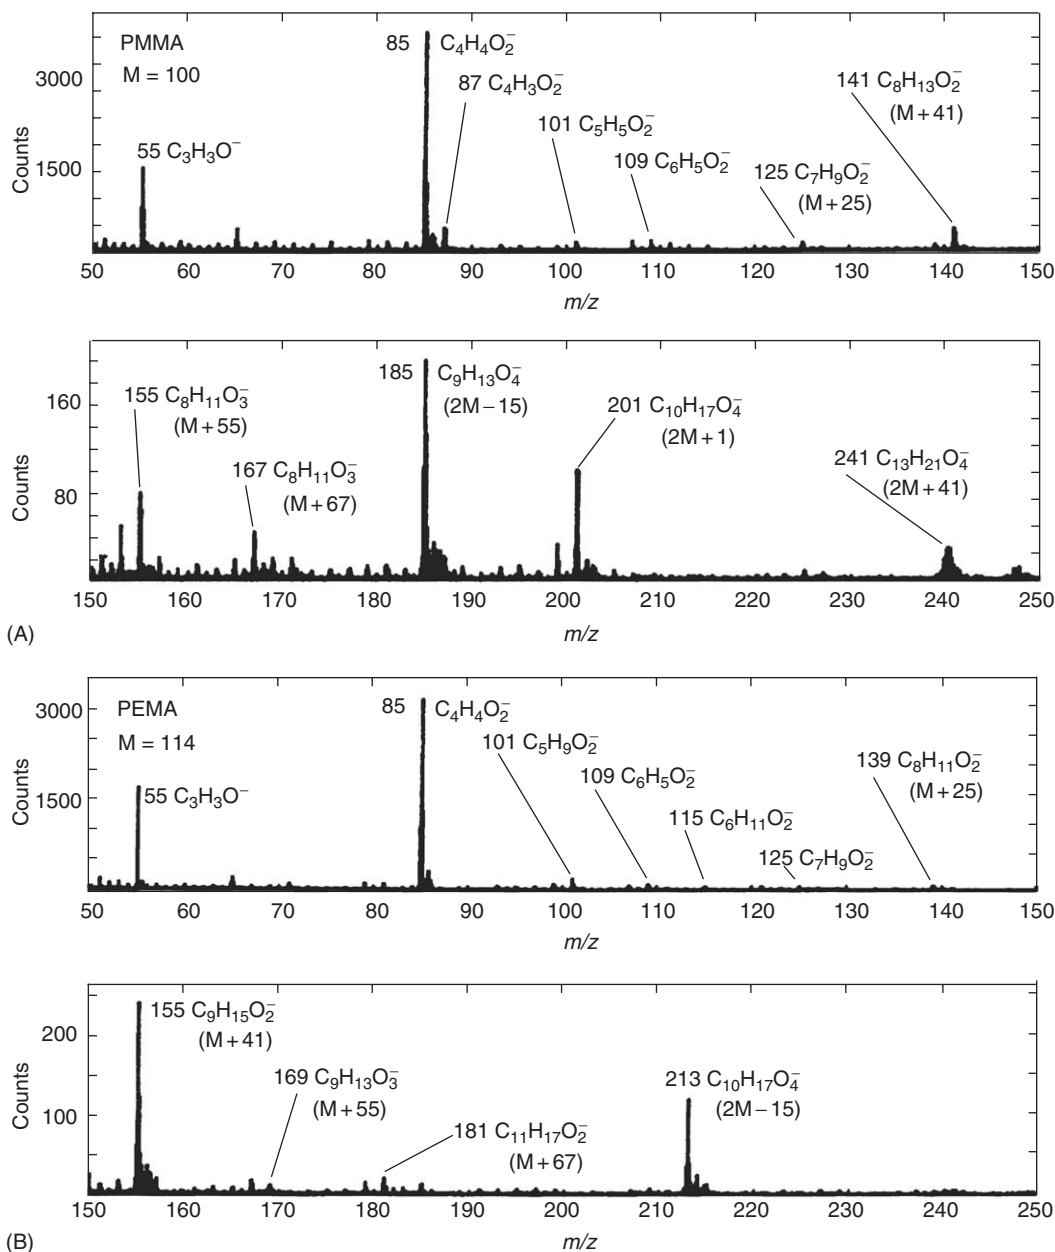 PMMA
M = 100
85 C₄H₄O₂⁻
87 C₄H₃O₂⁻
55 C₃H₃O⁻
101 C₅H₅O₂⁻
109 C₆H₅O₂⁻
125 C₇H₉O₂⁻
(M + 25)
141 C₈H₁₃O₂⁻
(M + 41)
3000
1500
Counts
50 60 70 80 90 100 110 120 130 140 150
m/z
155 C₈H₁₁O₃⁻
(M + 55)
167 C₈H₁₁O₃⁻
(M + 67)
185 C₉H₁₃O₄⁻
(2M − 15)
201 C₁₀H₁₇O₄⁻
(2M + 1)
241 C₁₃H₂₁O₄⁻
(2M + 41)
160
80
Counts
150 160 170 180 190 200 210 220 230 240 250
(A)
m/z
PEMA
M = 114
85 C₄H₄O₂⁻
55 C₃H₃O⁻
101 C₅H₉O₂⁻
109 C₆H₅O₂⁻
115 C₆H₁₁O₂⁻
125 C₇H₉O₂⁻
139 C₈H₁₁O₂⁻
(M + 25)
3000
1500
Counts
50 60 70 80 90 100 110 120 130 140 150
m/z
155 C₉H₁₅O₂⁻
(M + 41)
169 C₉H₁₃O₃⁻
(M + 55)
181 C₁₁H₁₇O₂⁻
(M + 67)
213 C₁₀H₁₇O₄⁻
(2M − 15)
200
100
Counts
150 160 170 180 190 200 210 220 230 240 250
(B)
m/z